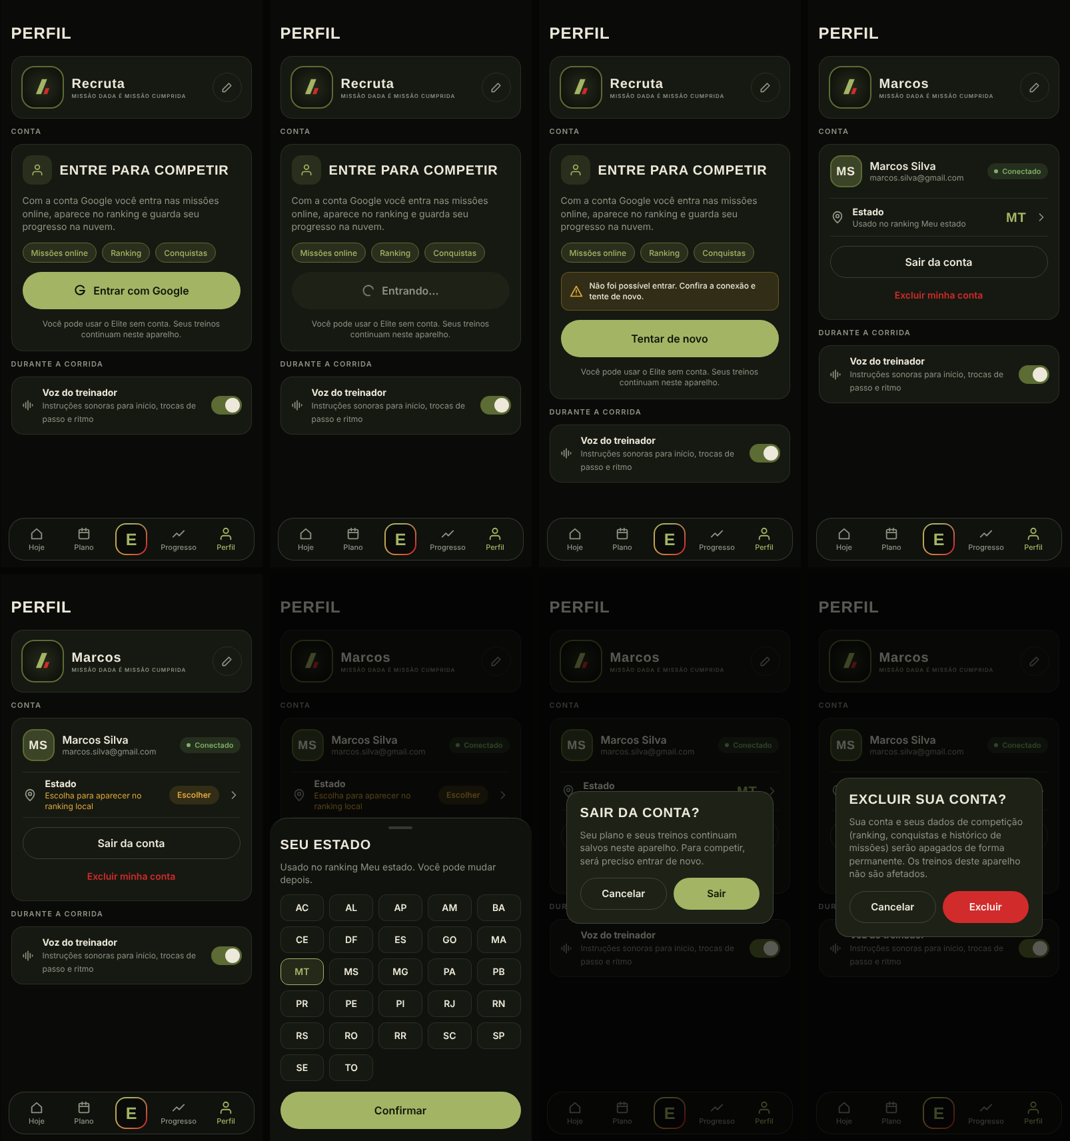 PERFIL
Recruta
MISSÃO DADA É MISSÃO CUMPRIDA
CONTA
ENTRE PARA COMPETIR
Com a conta Google você entra nas missões
online, aparece no ranking e guarda seu
progresso na nuvem.
Missões online
Ranking
Conquistas
Entrar com Google
Você pode usar o Elite sem conta. Seus treinos
continuam neste aparelho.
DURANTE A CORRIDA
Voz do treinador
Instruções sonoras para início, trocas de
passo e ritmo
Hoje
Plano
E
Progresso
Perfil
PERFIL
Recruta
MISSÃO DADA É MISSÃO CUMPRIDA
CONTA
ENTRE PARA COMPETIR
Com a conta Google você entra nas missões
online, aparece no ranking e guarda seu
progresso na nuvem.
Missões online
Ranking
Conquistas
Entrando...
Você pode usar o Elite sem conta. Seus treinos
continuam neste aparelho.
DURANTE A CORRIDA
Voz do treinador
Instruções sonoras para início, trocas de
passo e ritmo
Hoje
Plano
E
Progresso
Perfil
PERFIL
Recruta
MISSÃO DADA É MISSÃO CUMPRIDA
CONTA
ENTRE PARA COMPETIR
Com a conta Google você entra nas missões
online, aparece no ranking e guarda seu
progresso na nuvem.
Missões online
Ranking
Conquistas
Não foi possível entrar. Confira a conexão e
tente de novo.
Tentar de novo
Você pode usar o Elite sem conta. Seus treinos
continuam neste aparelho.
DURANTE A CORRIDA
Voz do treinador
Instruções sonoras para início, trocas de
passo e ritmo
Hoje
Plano
E
Progresso
Perfil
PERFIL
Marcos
MISSÃO DADA É MISSÃO CUMPRIDA
CONTA
MS
Marcos Silva
marcos.silva@gmail.com
Conectado
Estado
Usado no ranking Meu estado
MT
Sair da conta
Excluir minha conta
DURANTE A CORRIDA
Voz do treinador
Instruções sonoras para início, trocas de
passo e ritmo
Hoje
Plano
E
Progresso
Perfil
PERFIL
Marcos
MISSÃO DADA É MISSÃO CUMPRIDA
CONTA
MS
Marcos Silva
marcos.silva@gmail.com
Conectado
Estado
Escolha para aparecer no
ranking local
Escolher
Sair da conta
Excluir minha conta
DURANTE A CORRIDA
Voz do treinador
Instruções sonoras para início, trocas de
passo e ritmo
Hoje
Plano
E
Progresso
Perfil
PERFIL
Marcos
MISSÃO DADA É MISSÃO CUMPRIDA
CONTA
MS
Marcos Silva
marcos.silva@gmail.com
Conectado
Estado
Escolha para aparecer no
ranking local
Escolher
SEU ESTADO
Usado no ranking Meu estado. Você pode mudar
depois.
AC AL AP AM BA
CE DF ES GO MA
MT MS MG PA PB
PR PE PI RJ RN
RS RO RR SC SP
SE TO
Confirmar
PERFIL
Marcos
MISSÃO DADA É MISSÃO CUMPRIDA
CONTA
MS
Marcos Silva
marcos.silva@gmail.com
Conectado
Estado
MT
SAIR DA CONTA?
Seu plano e seus treinos continuam
salvos neste aparelho. Para competir,
será preciso entrar de novo.
Cancelar
Sair
Voz do treinador
Instruções sonoras para início, trocas de
passo e ritmo
Hoje
Plano
E
Progresso
Perfil
PERFIL
Marcos
MISSÃO DADA É MISSÃO CUMPRIDA
CONTA
MS
Marcos Silva
marcos.silva@gmail.com
Conectado
EXCLUIR SUA CONTA?
Sua conta e seus dados de competição
(ranking, conquistas e histórico de
missões) serão apagados de forma
permanente. Os treinos deste aparelho
não são afetados.
Cancelar
Excluir
Voz do treinador
Instruções sonoras para início, trocas de
passo e ritmo
Hoje
Plano
E
Progresso
Perfil